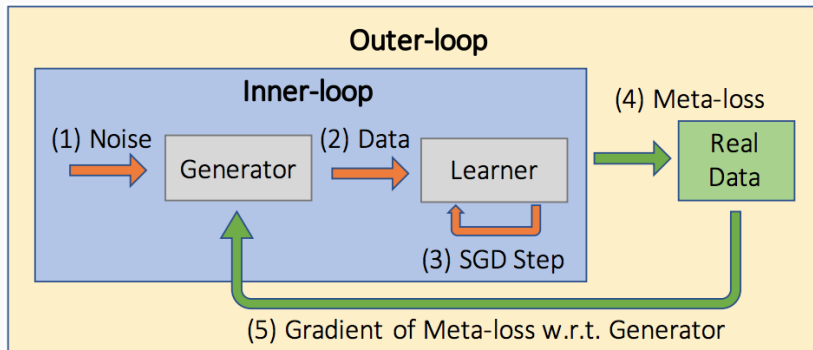 Outer-loop
Inner-loop
(1) Noise
Generator
(2) Data
Learner
(3) SGD Step
(4) Meta-loss
Real
Data
(5) Gradient of Meta-loss w.r.t. Generator